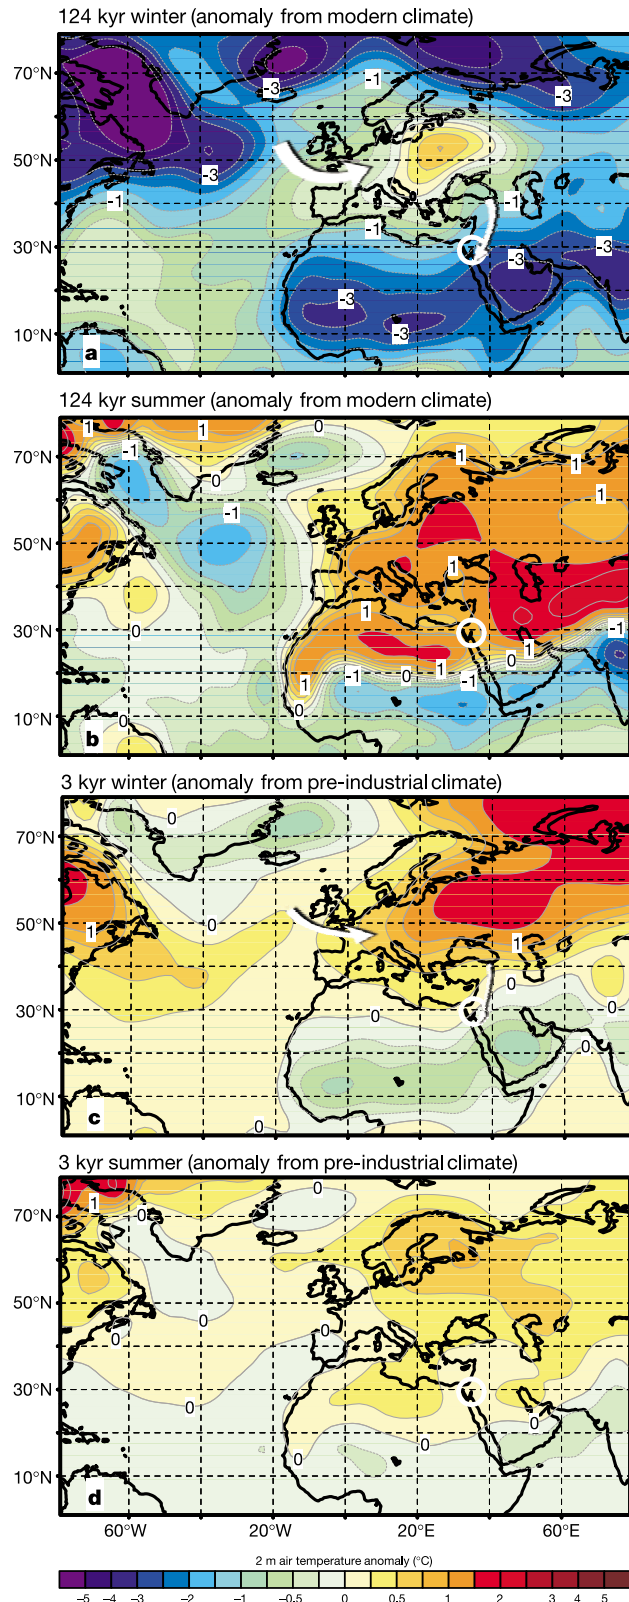 124 kyr winter (anomaly from modern climate)
70°N
-1
-3
-3
50°N
-3
-1
-1
-1
30°N
-3
-3
-3
-3
10°N
a
124 kyr summer (anomaly from modern climate)
1
1
0
70°N
-1
1
1
0
50°N
-1
1
1
30°N
0
1
-1
0
1
1
-1
0
1
-1
10°N
0
0
b
3 kyr winter (anomaly from pre-industrial climate)
0
70°N
50°N
0
1
1
0
30°N
0
0
0
10°N
c
0
3 kyr summer (anomaly from pre-industrial climate)
0
1
70°N
0
50°N
0
0
0
30°N
0
0
0
0
10°N
d
60°W 20°W 20°E 60°E
2 m air temperature anomaly (°C)
–5 –4 –3 –2 –1 –0.5 0 0.5 1 2 3 4 5